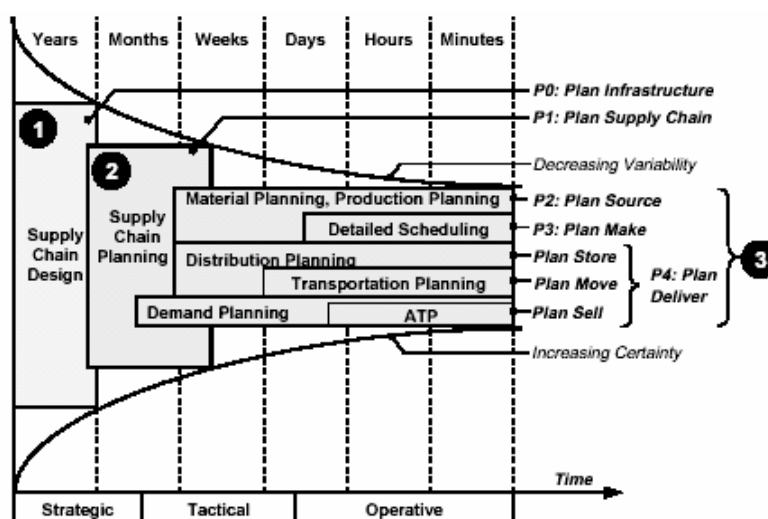 Years Months Weeks Days Hours Minutes
P0: Plan Infrastructure
1
P1: Plan Supply Chain
2
Decreasing Variability
Material Planning, Production Planning
P2: Plan Source
Supply
Chain
Planning
Detailed Scheduling
P3: Plan Make
Supply
Chain
Design
Distribution Planning
Plan Store
3
Transportation Planning
Plan Move
P4: Plan
Deliver
Demand Planning
ATP
Plan Sell
Increasing Certainty
Time
Strategic Tactical Operative